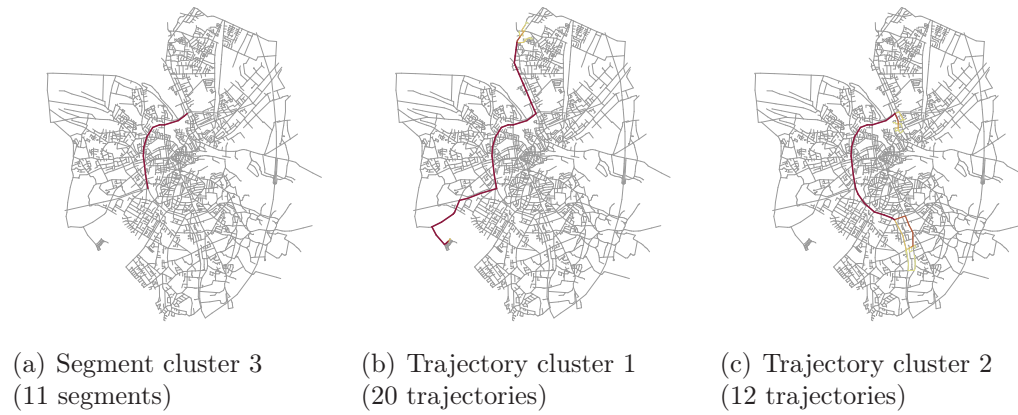 (a) Segment cluster 3
(11 segments)
(b) Trajectory cluster 1
(20 trajectories)
(c) Trajectory cluster 2
(12 trajectories)